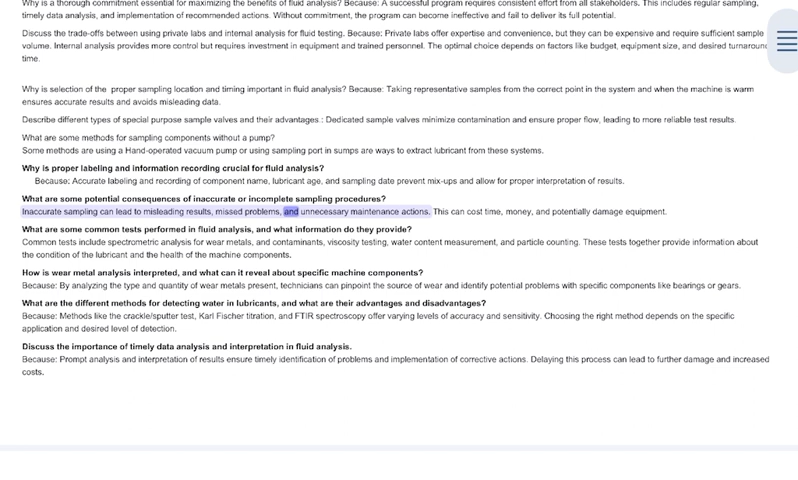 Why is a thorough commitment essential for maximizing the benefits of fluid analysis? Because: A successful program requires consistent effort from all stakeholders. This includes regular sampling,
timely data analysis, and implementation of recommended actions. Without commitment, the program can become ineffective and fail to deliver its full potential.
Discuss the trade-offs between using private labs and internal analysis for fluid testing. Because: Private labs offer expertise and convenience, but they can be expensive and require sufficient sample
volume. Internal analysis provides more control but requires investment in equipment and trained personnel. The optimal choice depends on factors like budget, equipment size, and desired turnaround
time.
Why is selection of the proper sampling location and timing important in fluid analysis? Because: Taking representative samples from the correct point in the system and when the machine is warm
ensures accurate results and avoids misleading data.
Describe different types of special purpose sample valves and their advantages.: Dedicated sample valves minimize contamination and ensure proper flow, leading to more reliable test results.
What are some methods for sampling components without a pump?
Some methods are using a Hand-operated vacuum pump or using sampling port in sumps are ways to extract lubricant from these systems.
Why is proper labeling and information recording crucial for fluid analysis?
Because: Accurate labeling and recording of component name, lubricant age, and sampling date prevent mix-ups and allow for proper interpretation of results.
What are some potential consequences of inaccurate or incomplete sampling procedures?
Inaccurate sampling can lead to misleading results, missed problems, and unnecessary maintenance actions. This can cost time, money, and potentially damage equipment.
What are some common tests performed in fluid analysis, and what information do they provide?
Common tests include spectrometric analysis for wear metals, and contaminants, viscosity testing, water content measurement, and particle counting. These tests together provide information about
the condition of the lubricant and the health of the machine components.
How is wear metal analysis interpreted, and what can it reveal about specific machine components?
Because: By analyzing the type and quantity of wear metals present, technicians can pinpoint the source of wear and identify potential problems with specific components like bearings or gears.
What are the different methods for detecting water in lubricants, and what are their advantages and disadvantages?
Because: Methods like the crackle/sputter test, Karl Fischer titration, and FTIR spectroscopy offer varying levels of accuracy and sensitivity. Choosing the right method depends on the specific
application and desired level of detection.
Discuss the importance of timely data analysis and interpretation in fluid analysis.
Because: Prompt analysis and interpretation of results ensure timely identification of problems and implementation of corrective actions. Delaying this process can lead to further damage and increased
costs.